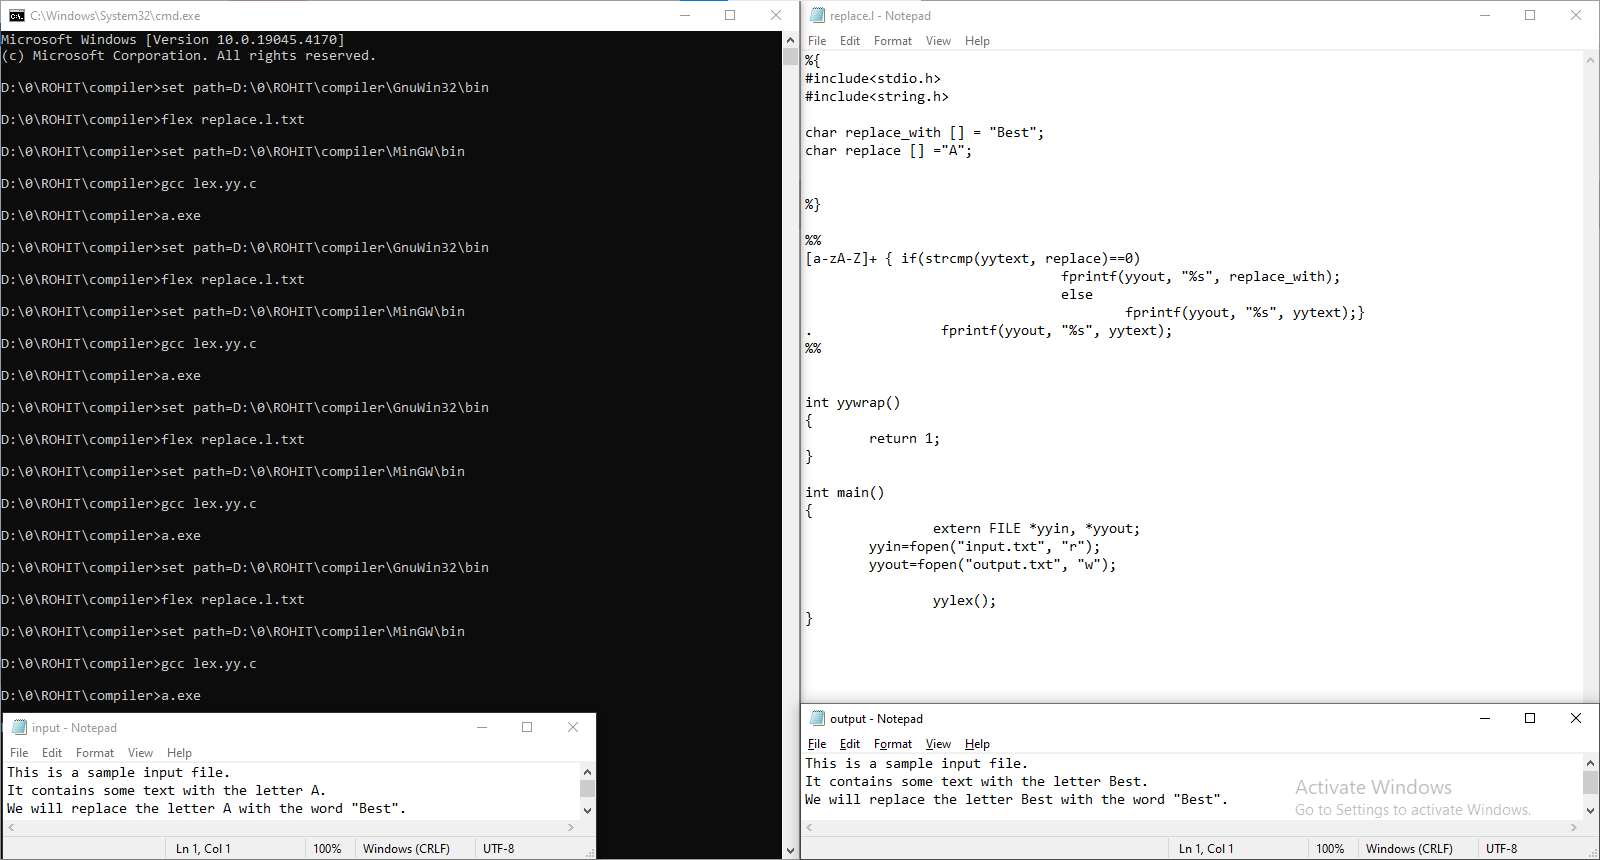 C:\Windows\System32\cmd.exe
Microsoft Windows [Version 10.0.19045.4170]
(c) Microsoft Corporation. All rights reserved.
D:\0\ROHIT\compiler>set path=D:\0\ROHIT\compiler\GnuWin32\bin
D:\0\ROHIT\compiler>flex replace.l.txt
D:\0\ROHIT\compiler>set path=D:\0\ROHIT\compiler\MinGW\bin
D:\0\ROHIT\compiler>gcc lex.yy.c
D:\0\ROHIT\compiler>a.exe
D:\0\ROHIT\compiler>set path=D:\0\ROHIT\compiler\GnuWin32\bin
D:\0\ROHIT\compiler>flex replace.l.txt
D:\0\ROHIT\compiler>set path=D:\0\ROHIT\compiler\MinGW\bin
D:\0\ROHIT\compiler>gcc lex.yy.c
D:\0\ROHIT\compiler>a.exe
D:\0\ROHIT\compiler>set path=D:\0\ROHIT\compiler\GnuWin32\bin
D:\0\ROHIT\compiler>flex replace.l.txt
D:\0\ROHIT\compiler>set path=D:\0\ROHIT\compiler\MinGW\bin
D:\0\ROHIT\compiler>gcc lex.yy.c
D:\0\ROHIT\compiler>a.exe
D:\0\ROHIT\compiler>set path=D:\0\ROHIT\compiler\GnuWin32\bin
D:\0\ROHIT\compiler>flex replace.l.txt
D:\0\ROHIT\compiler>set path=D:\0\ROHIT\compiler\MinGW\bin
D:\0\ROHIT\compiler>gcc lex.yy.c
D:\0\ROHIT\compiler>a.exe
input - Notepad
File Edit Format View Help
This is a sample input file.
It contains some text with the letter A.
We will replace the letter A with the word "Best".
Ln 1, Col 1 100% Windows (CRLF) UTF-8
replace.l - Notepad
File Edit Format View Help
%{
#include<stdio.h>
#include<string.h>
char replace_with [] = "Best";
char replace [] ="A";
%}
%%
[a-zA-Z]+ { if(strcmp(yytext, replace)==0)
fprintf(yyout, "%s", replace_with);
else
fprintf(yyout, "%s", yytext);}
. fprintf(yyout, "%s", yytext);
%%
int yywrap()
{
return 1;
}
int main()
{
extern FILE *yyin, *yyout;
yyin=fopen("input.txt", "r");
yyout=fopen("output.txt", "w");
yylex();
}
output - Notepad
File Edit Format View Help
This is a sample input file.
It contains some text with the letter Best.
We will replace the letter Best with the word "Best".
Activate Windows
Go to Settings to activate Windows.
Ln 1, Col 1 100% Windows (CRLF) UTF-8